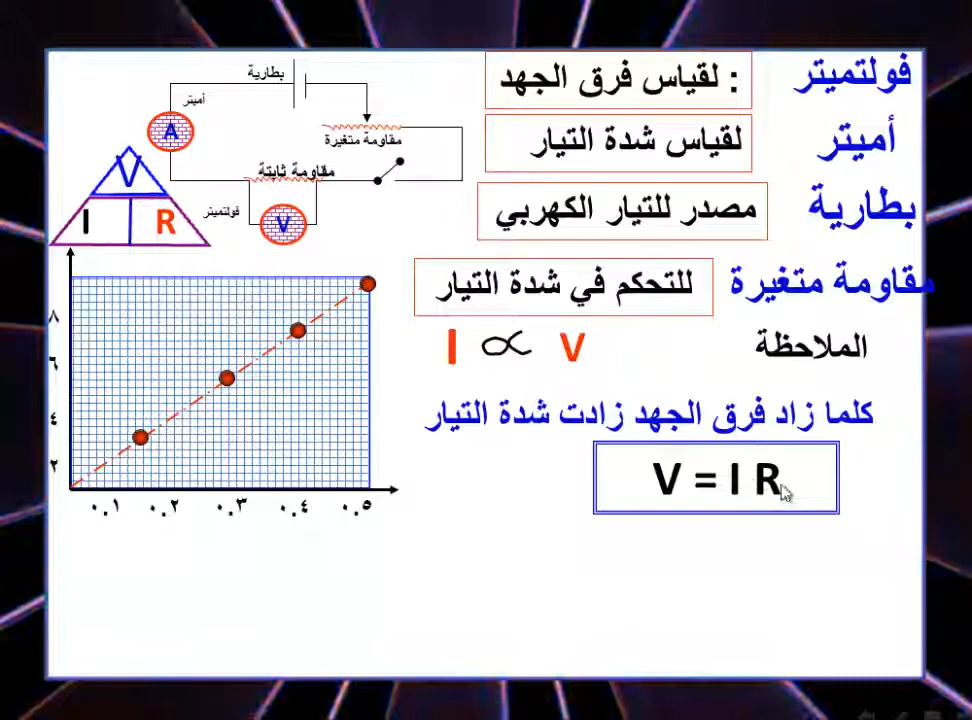 فولتميتر : لقياس فرق الجهد
أميتر لقياس شدة التيار
بطارية مصدر للتيار الكهربي
مقاومة متغيرة للتحكم في شدة التيار
الملاحظة I ∝ V
كلما زاد فرق الجهد زادت شدة التيار
V = I R
بطارية
أميتر
A
مقاومة متغيرة
مقاومة ثابتة
فولتميتر
V
V
I R
٨
٦
٤
٢
٠.١ ٠.٢ ٠.٣ ٠.٤ ٠.٥